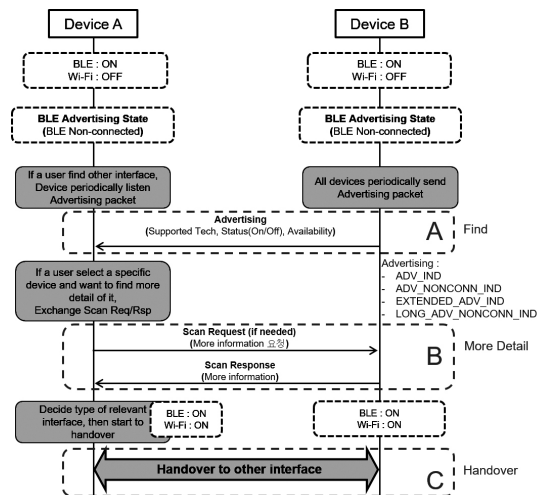 Device A
Device B
BLE : ON
Wi-Fi : OFF
BLE : ON
Wi-Fi : OFF
BLE Advertising State
(BLE Non-connected)
BLE Advertising State
(BLE Non-connected)
If a user find other interface,
Device periodically listen
Advertising packet
All devices periodically send
Advertising packet
Advertising
(Supported Tech, Status(On/Off), Availability)
A
Find
If a user select a specific
device and want to find more
detail of it,
Exchange Scan Req/Rsp
Advertising :
- ADV_IND
- ADV_NONCONN_IND
- EXTENDED_ADV_IND
- LONG_ADV_NONCONN_IND
Scan Request (if needed)
(More information 요청)
B
More Detail
Scan Response
(More information)
Decide type of relevant
interface, then start to
handover
BLE : ON
Wi-Fi : ON
BLE : ON
Wi-Fi : ON
Handover to other interface
C
Handover